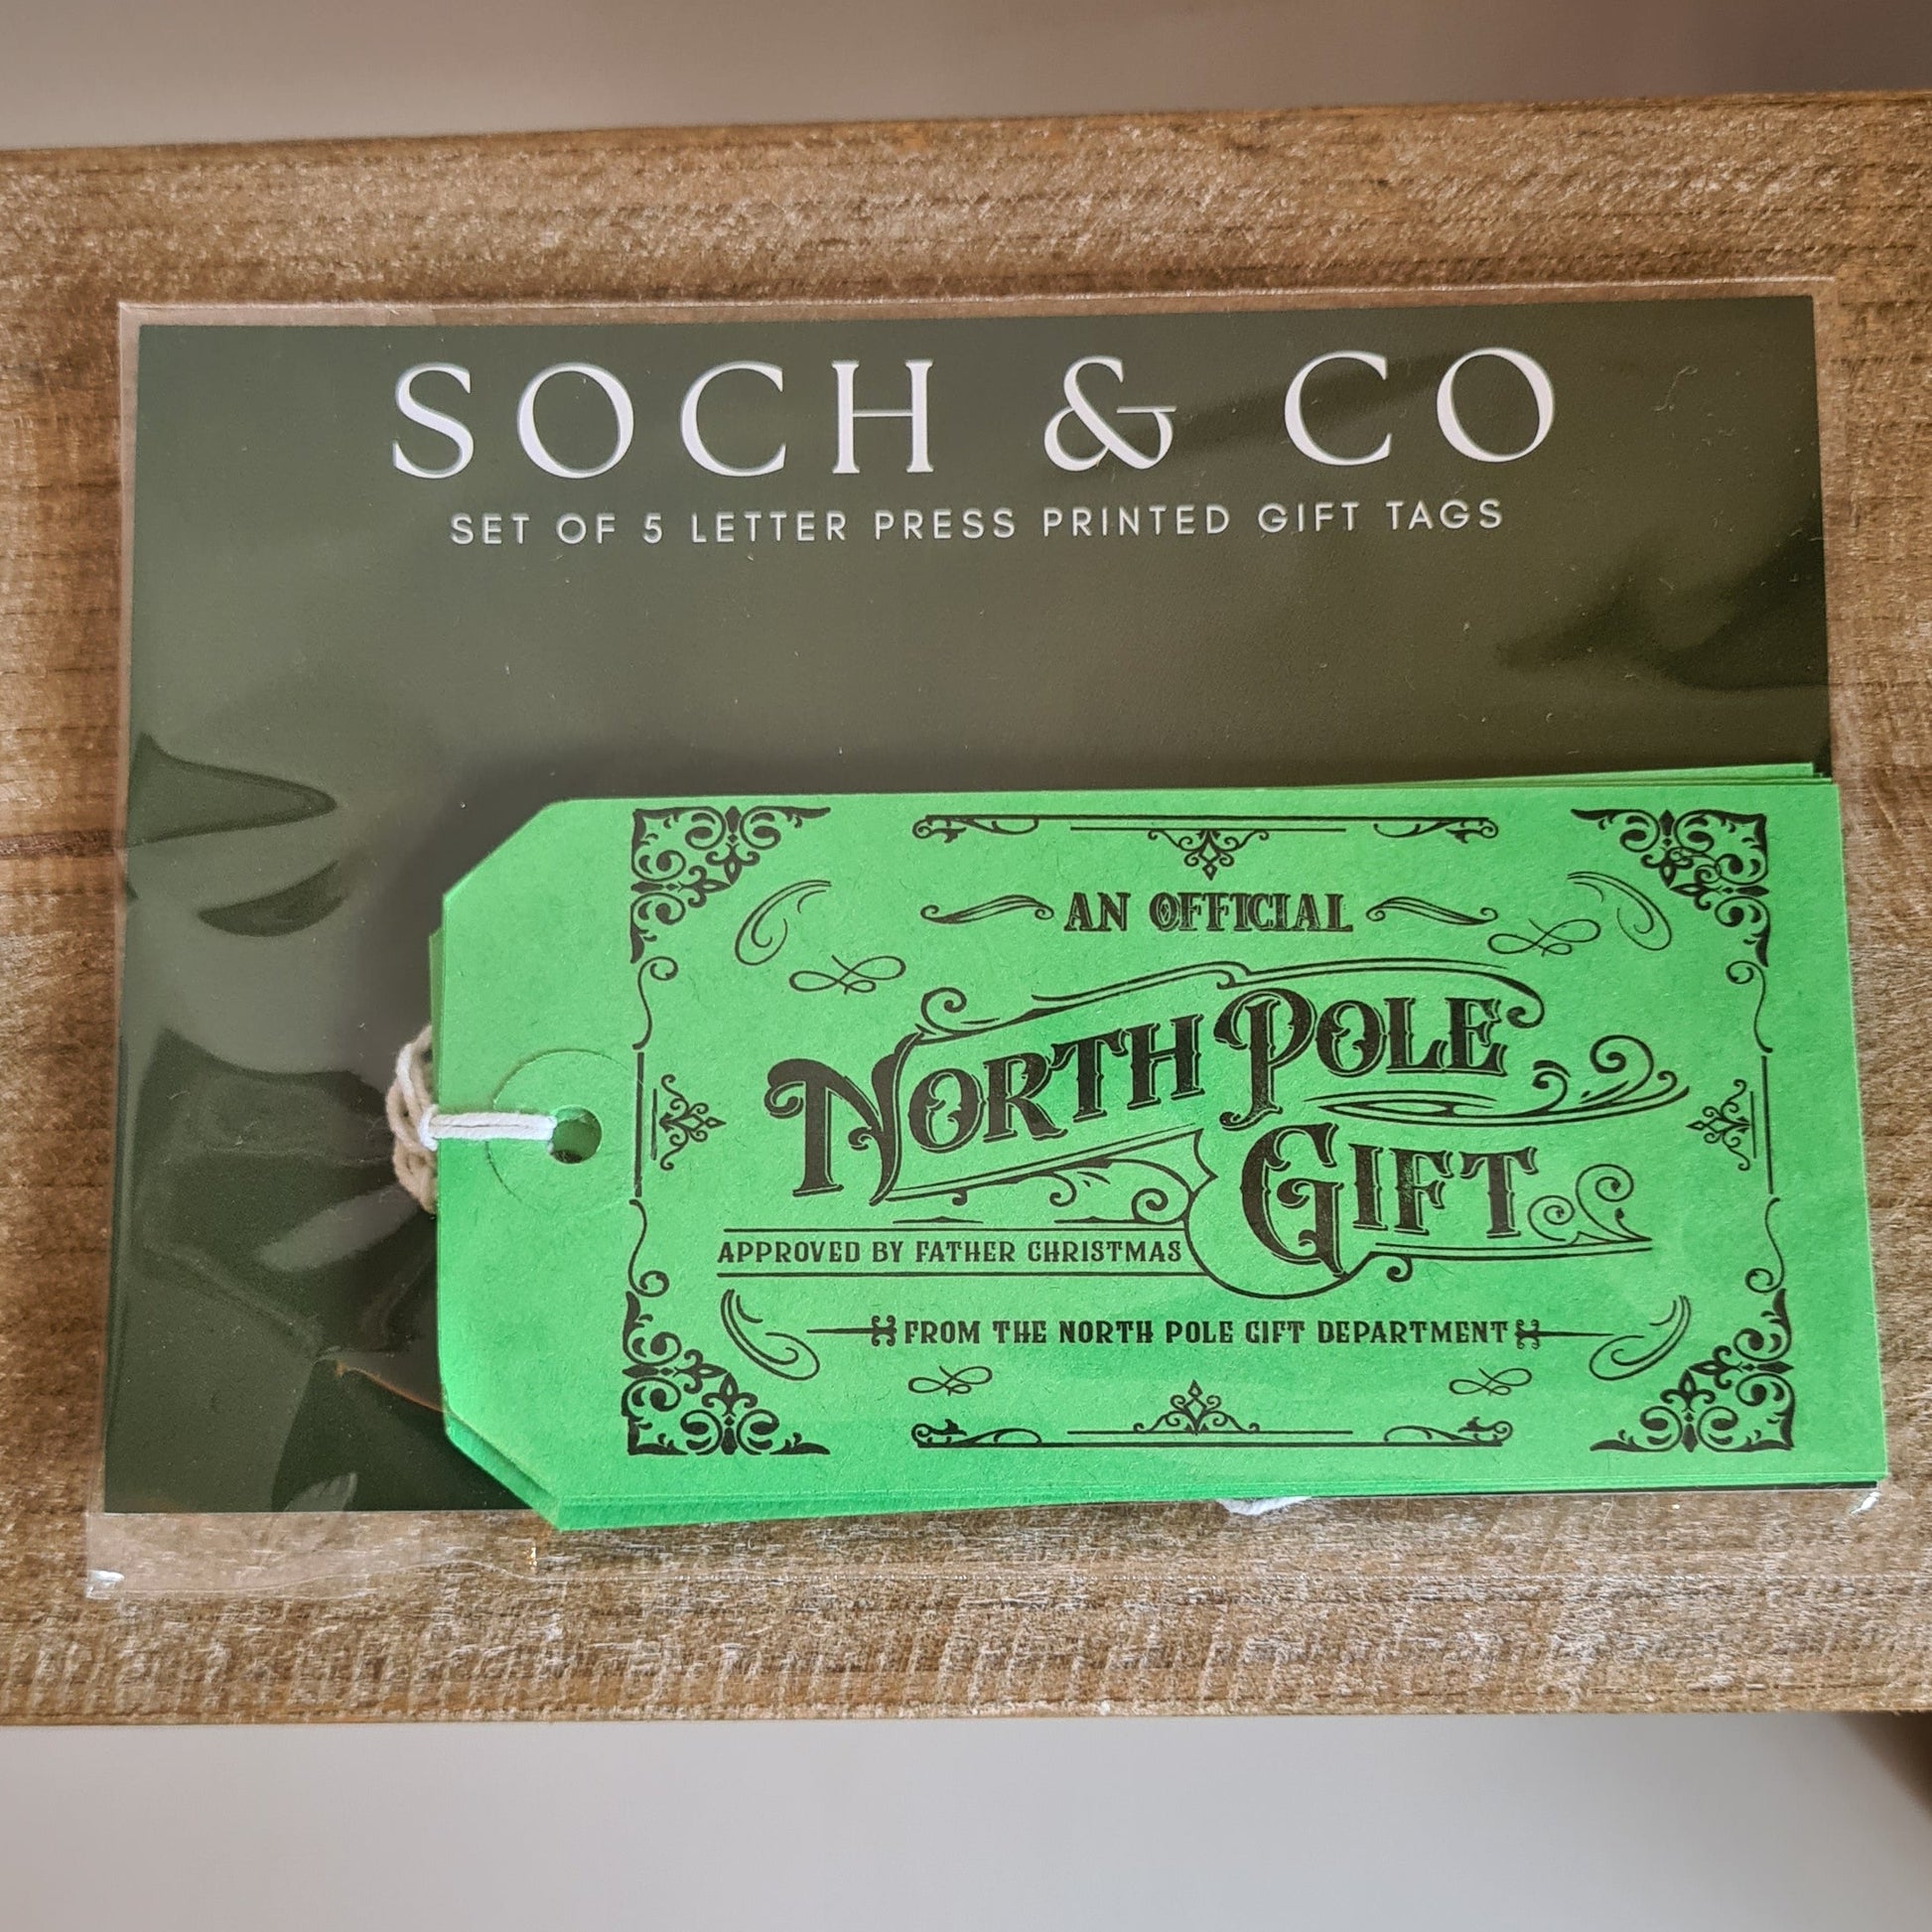 SOCH & CO
SET OF 5 LETTER PRESS PRINTED GIFT TAGS
AN OFFICIAL
NORTH POLE
GIFT
APPROVED BY FATHER CHRISTMAS
FROM THE NORTH POLE GIFT DEPARTMENT